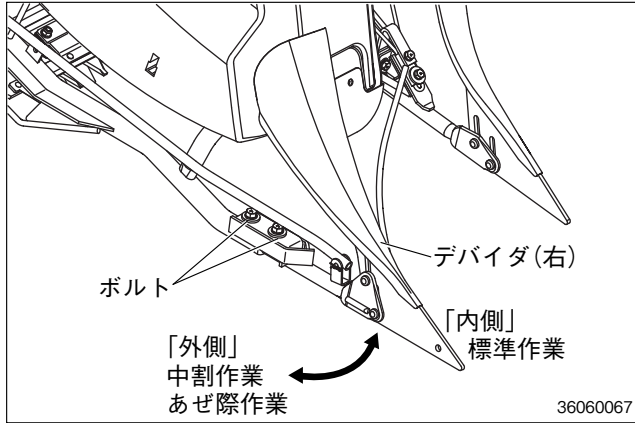 デバイダ（右）
ボルト
「内側」
標準作業
「外側」
中割作業
あぜ際作業
36060067